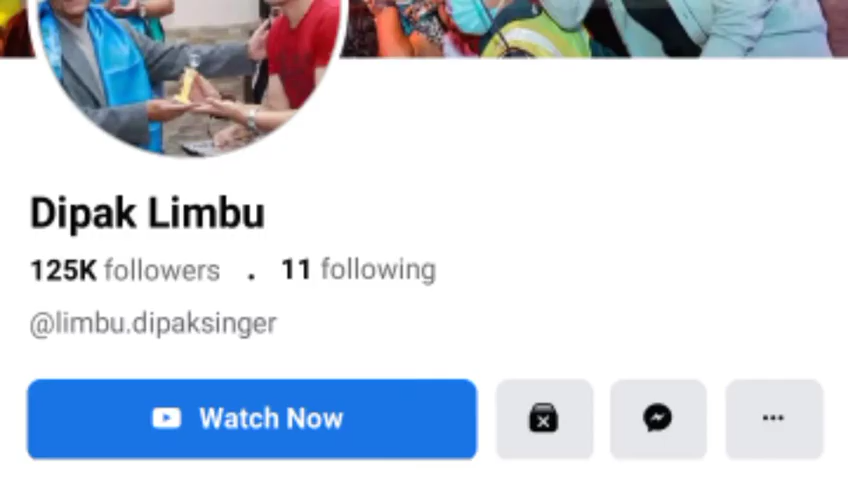 Dipak Limbu
125K followers . 11 following
@limbu.dipaksinger
Watch Now